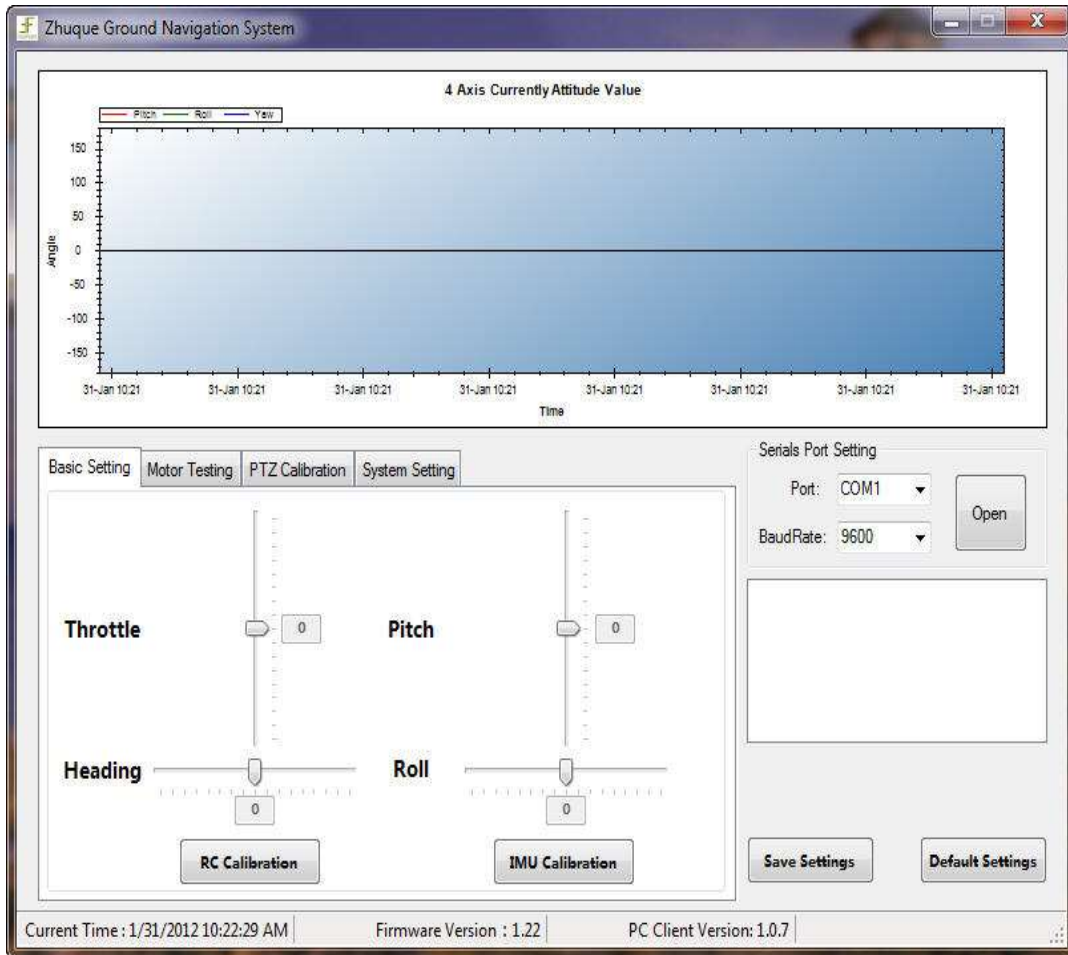 Zhuque Ground Navigation System
4 Axis Currently Attitude Value
Pitch Roll Yaw
150
100
50
0
-50
-100
-150
Angle
31-Jan 10:21 31-Jan 10:21 31-Jan 10:21 31-Jan 10:21 31-Jan 10:21 31-Jan 10:21 31-Jan 10:21 31-Jan 10:21
Time
Basic Setting Motor Testing PTZ Calibration System Setting
Throttle 0 Pitch 0
Heading 0 Roll 0
RC Calibration IMU Calibration
Serials Port Setting
Port: COM1
BaudRate: 9600
Open
Save Settings Default Settings
Current Time : 1/31/2012 10:22:29 AM Firmware Version : 1.22 PC Client Version: 1.0.7